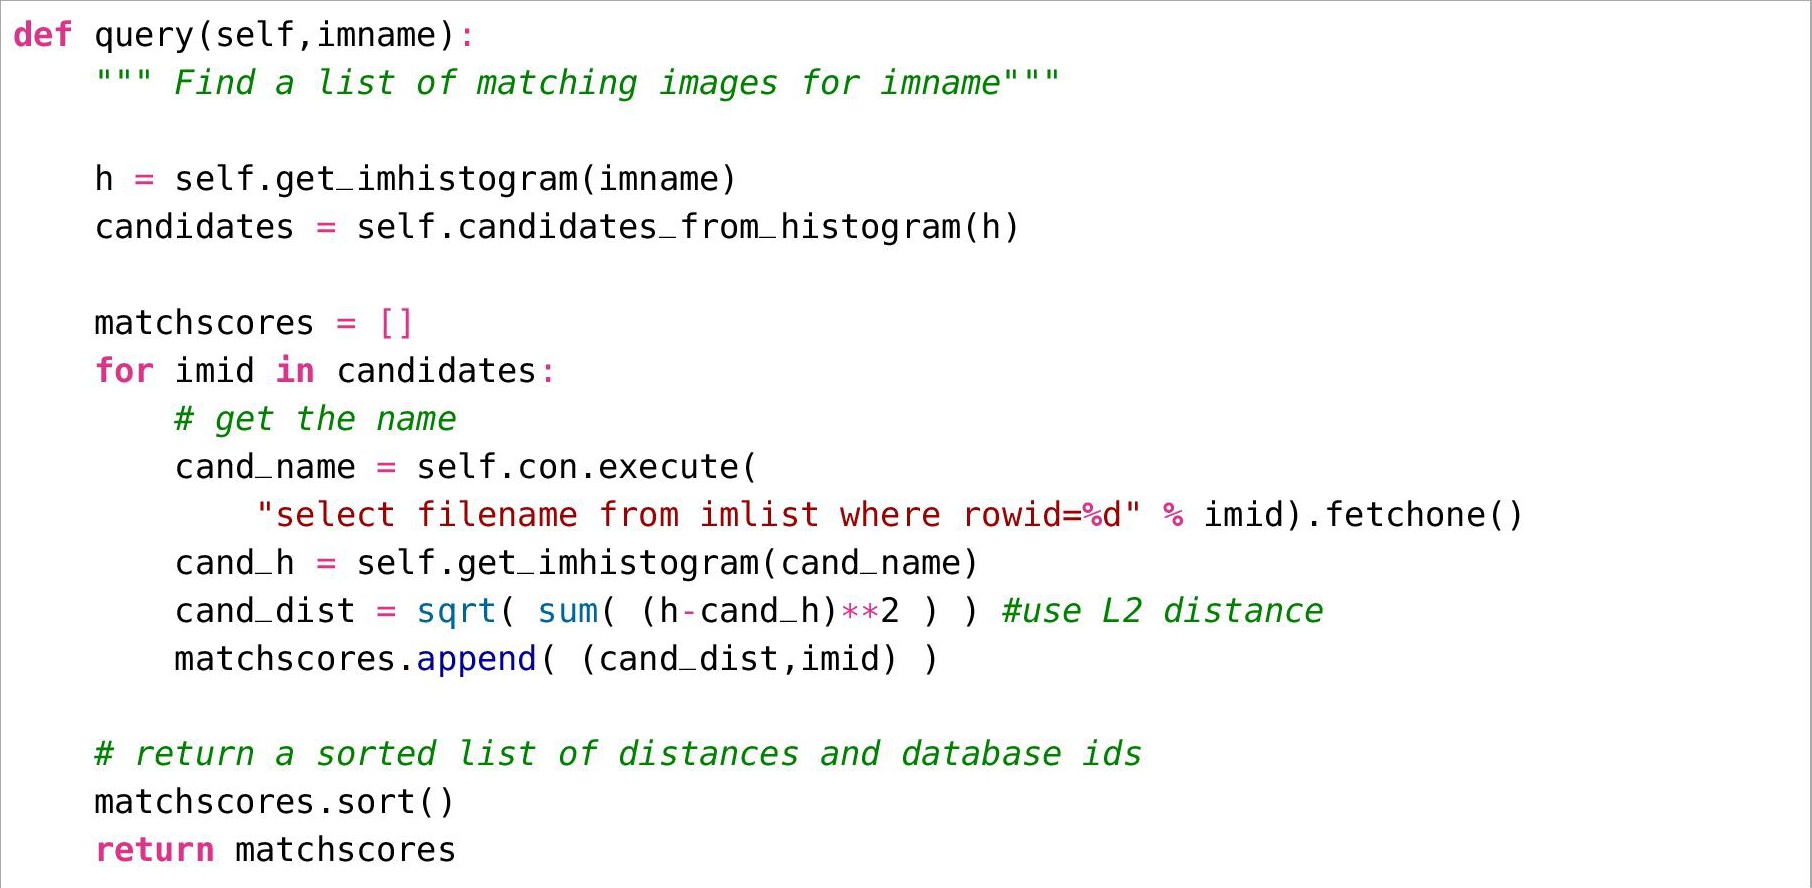 def query(self,imname):
    """ Find a list of matching images for imname"""

    h = self.get_imhistogram(imname)
    candidates = self.candidates_from_histogram(h)

    matchscores = []
    for imid in candidates:
        # get the name
        cand_name = self.con.execute(
            "select filename from imlist where rowid=%d" % imid).fetchone()
        cand_h = self.get_imhistogram(cand_name)
        cand_dist = sqrt( sum( (h-cand_h)**2 ) ) #use L2 distance
        matchscores.append( (cand_dist,imid) )

    # return a sorted list of distances and database ids
    matchscores.sort()
    return matchscores